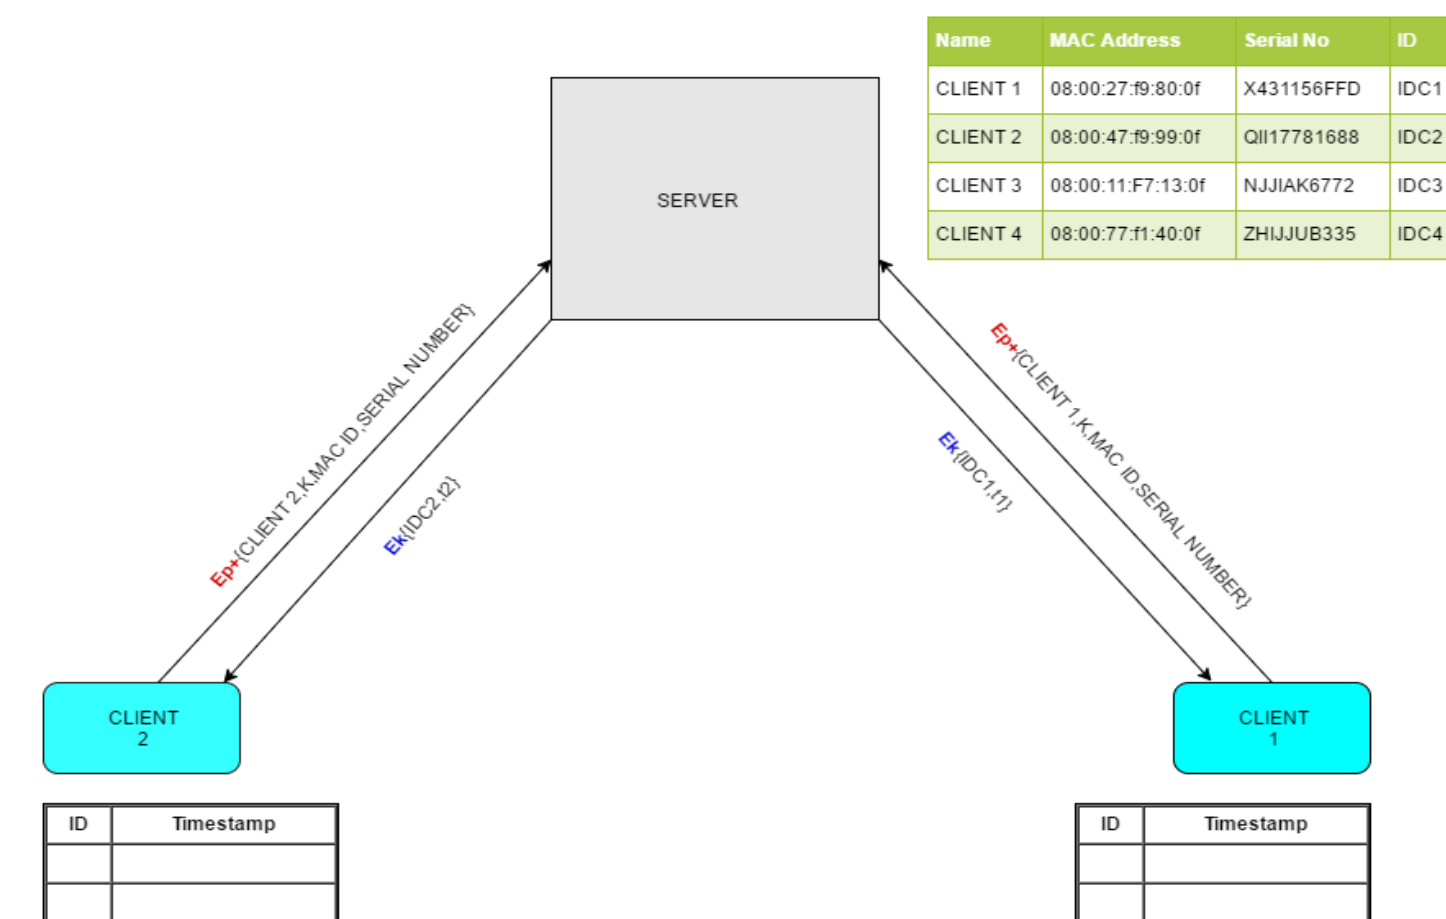 Name MAC Address Serial No ID
CLIENT 1 08:00:27:f9:80:0f X431156FFD IDC1
CLIENT 2 08:00:47:f9:99:0f QII17781688 IDC2
CLIENT 3 08:00:11:F7:13:0f NJJIAK6772 IDC3
CLIENT 4 08:00:77:f1:40:0f ZHIJJUB335 IDC4
SERVER
Ep+{CLIENT 2,K,MAC ID,SERIAL NUMBER}
Ek{IDC2,t2}
Ek{IDC1,t1}
Ep+{CLIENT 1,K,MAC ID,SERIAL NUMBER}
CLIENT
2
CLIENT
1
ID Timestamp
ID Timestamp